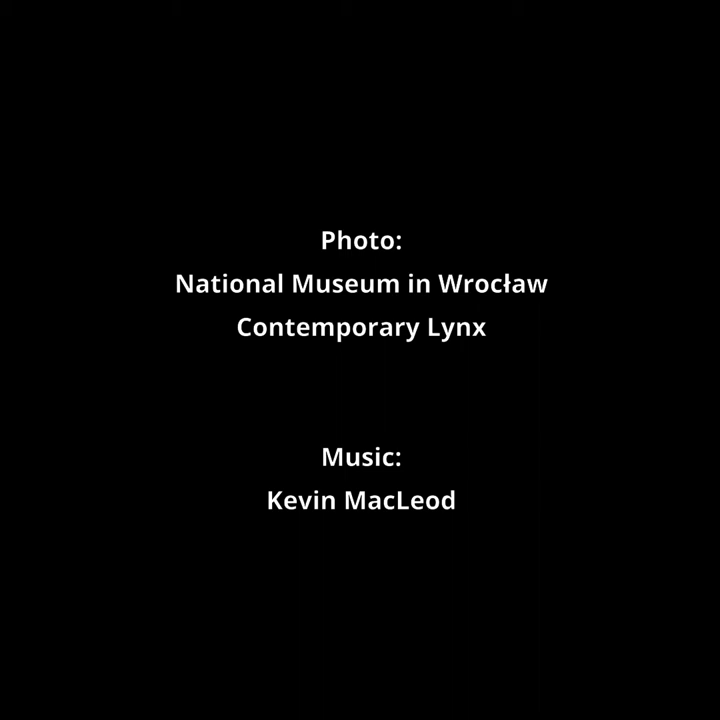 Photo:
National Museum in Wrocław
Contemporary Lynx
Music:
Kevin MacLeod